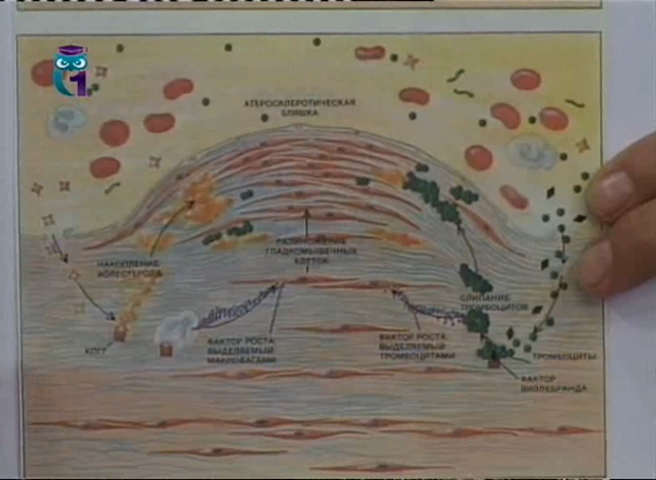 1
АТЕРОСКЛЕРОТИЧЕСКАЯ
БЛЯШКА
РАЗМНОЖЕНИЕ
ГЛАДКОМЫШЕЧНЫХ
КЛЕТОК
НАКОПЛЕНИЕ
ХОЛЕСТЕРОЛА
СЛИПАНИЕ
ТРОМБОЦИТОВ
ФАКТОР РОСТА,
ВЫДЕЛЯЕМЫЙ
МАКРОФАГАМИ
ФАКТОР РОСТА,
ВЫДЕЛЯЕМЫЙ
ТРОМБОЦИТАМИ
ТРОМБОЦИТЫ
ФАКТОР
ВИЛЛЕБРАНДА